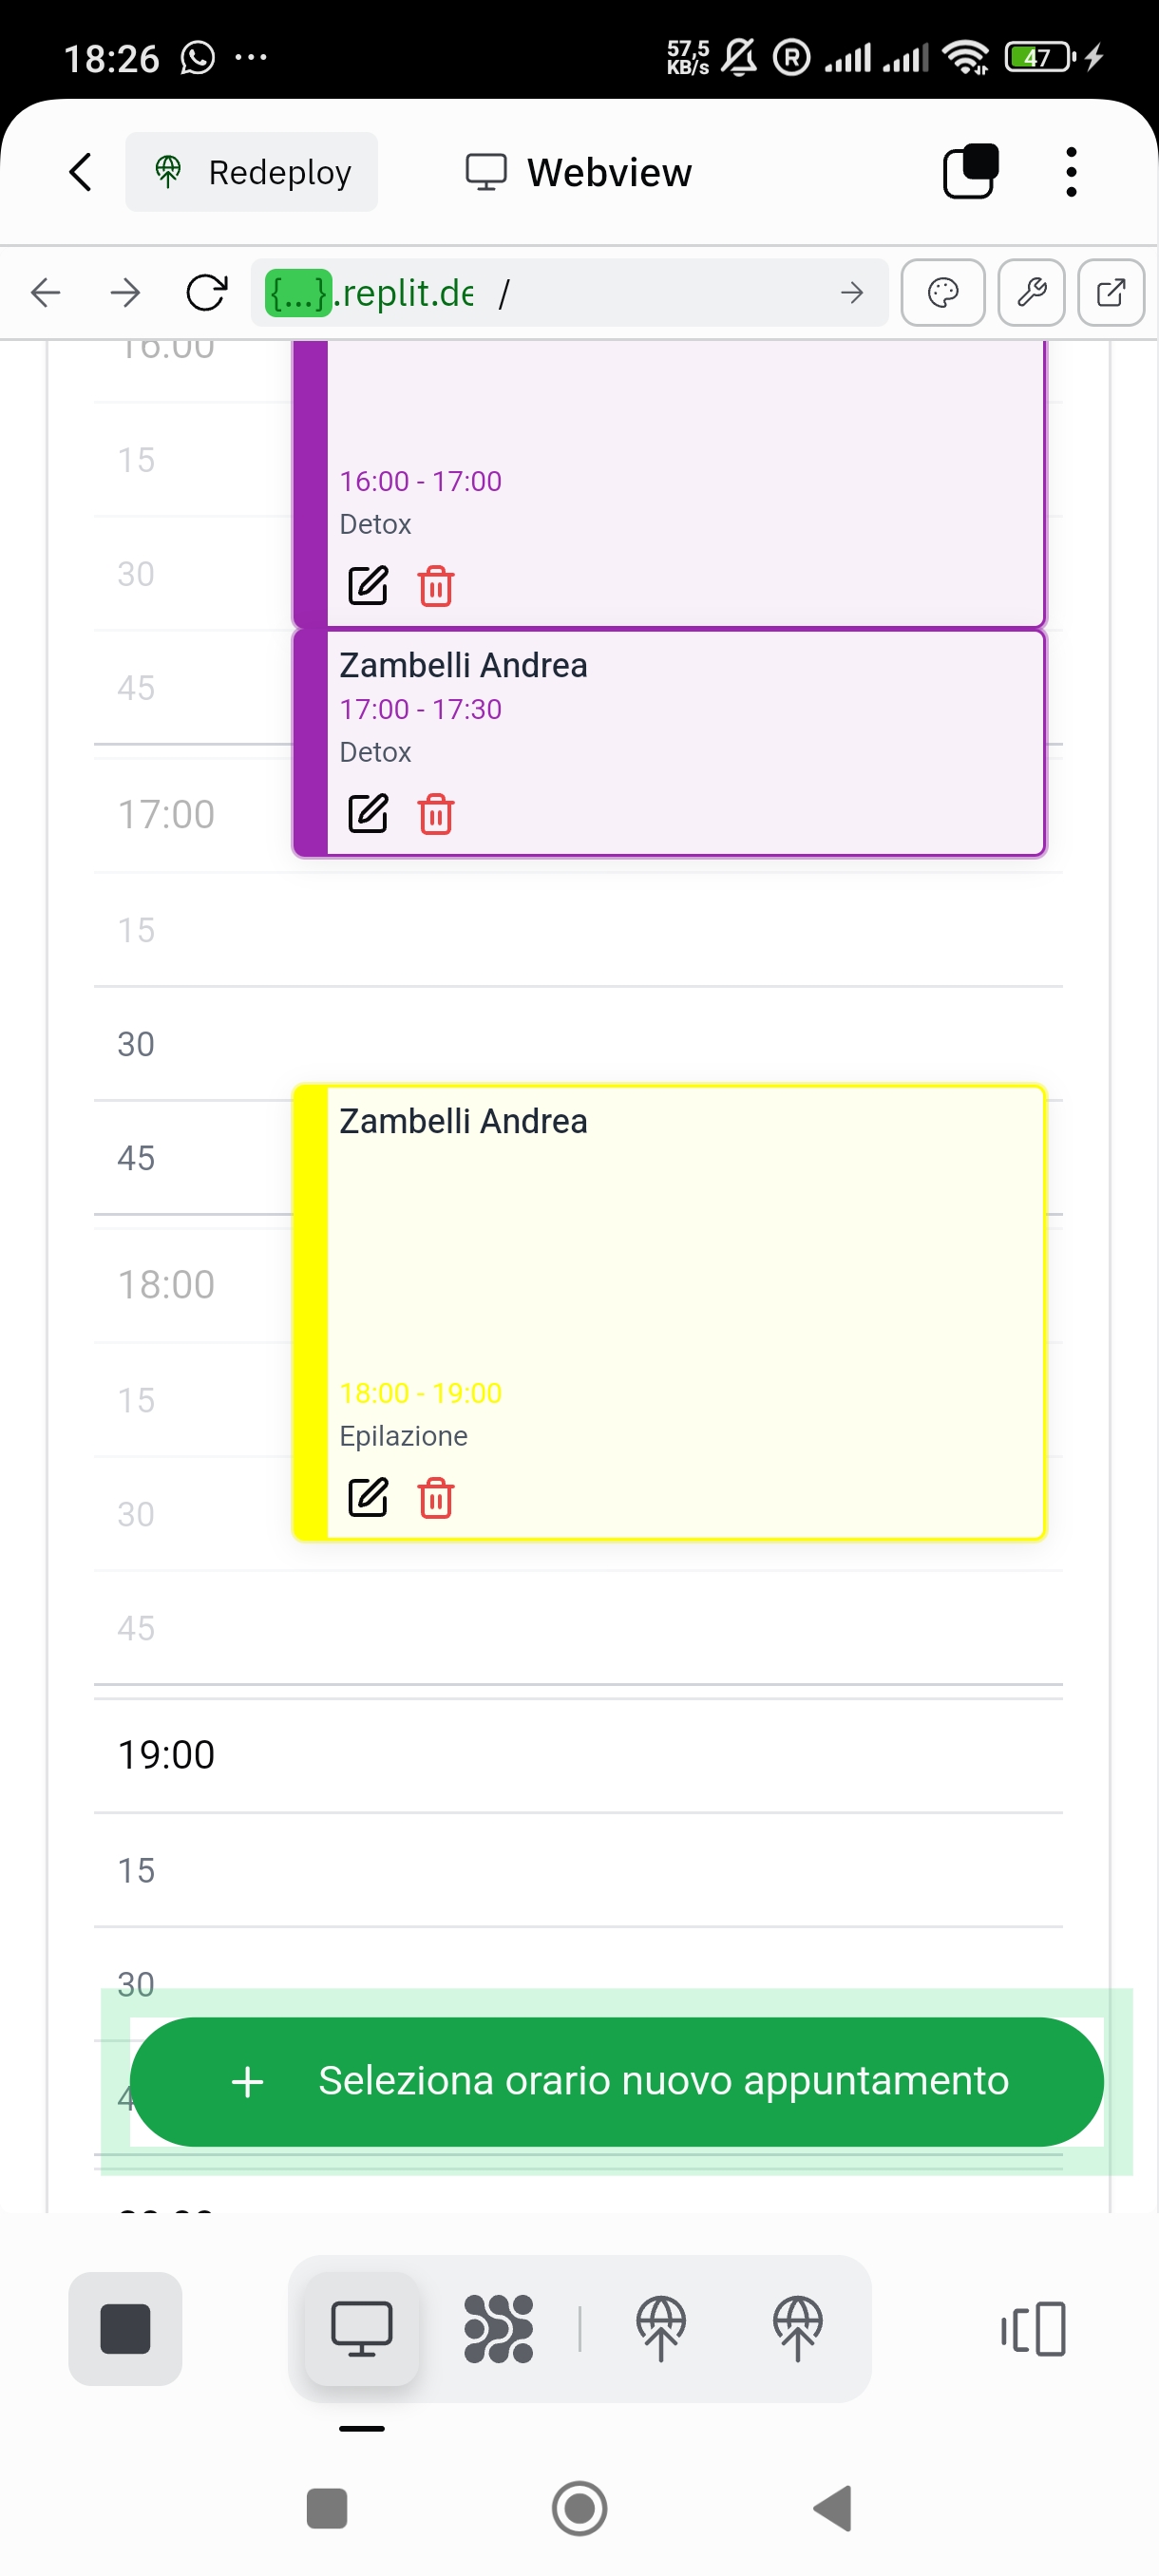 18:26
57,5
KB/s
R
47
Redeploy
Webview
{...}.replit.de /
16:00
15
16:00 - 17:00
Detox
30
45
Zambelli Andrea
17:00 - 17:30
Detox
17:00
15
30
45
Zambelli Andrea
18:00
15
18:00 - 19:00
Epilazione
30
45
19:00
15
30
+ Seleziona orario nuovo appuntamento